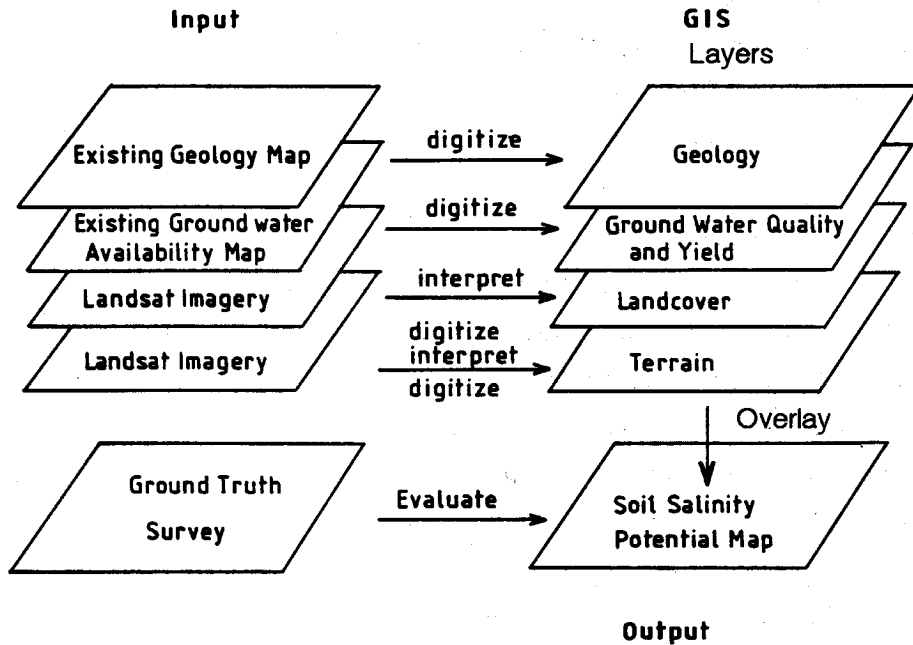 Input
GIS
Layers
Existing Geology Map
digitize
Geology
Existing Ground water
Availability Map
digitize
Ground Water Quality
and Yield
Landsat Imagery
interpret
Landcover
digitize
Landsat Imagery
interpret
digitize
Terrain
Overlay
Ground Truth
Survey
Evaluate
Soil Salinity
Potential Map
Output